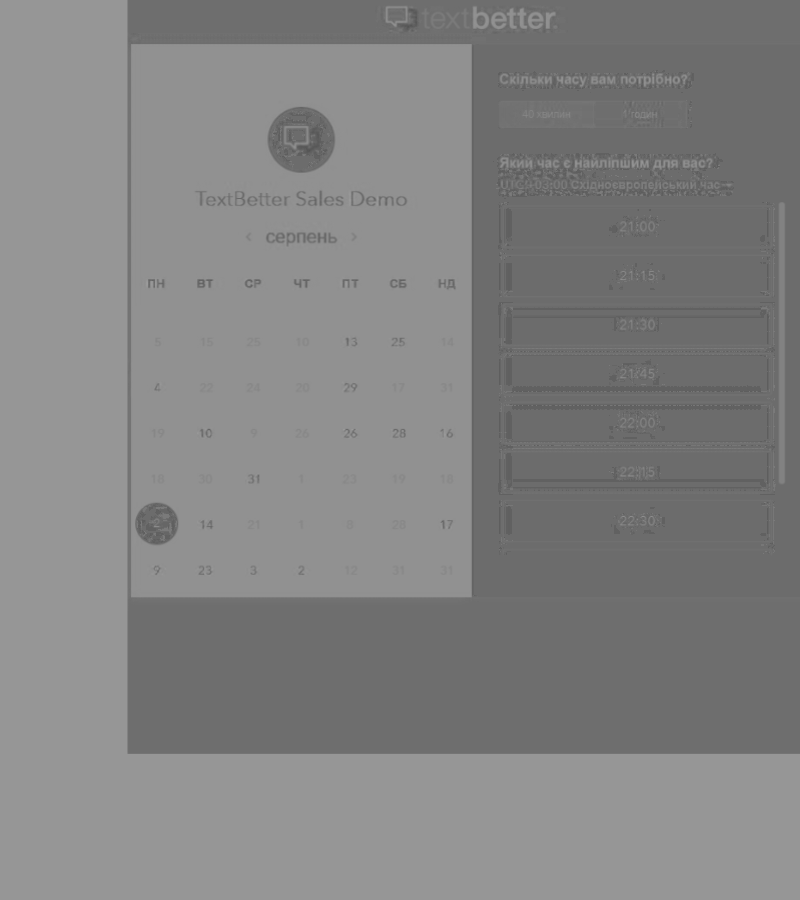 textbetter
TextBetter Sales Demo
‹ серпень ›
ПН ВТ СР ЧТ ПТ СБ НД
15 25 10 13 25 14
4 22 24 20 29 17 31
19 10 9 26 26 28 16
18 30 31 1 23 19 18
14 21 1 8 28 17
9 23 3 2 12 31 31
Скільки часу вам потрібно?
40 хвилин 1 годин
Який час є найліпшим для вас?
UTC +03:00 Східноєвропейський час
21:00
21:15
21:30
21:45
22:00
22:15
22:30